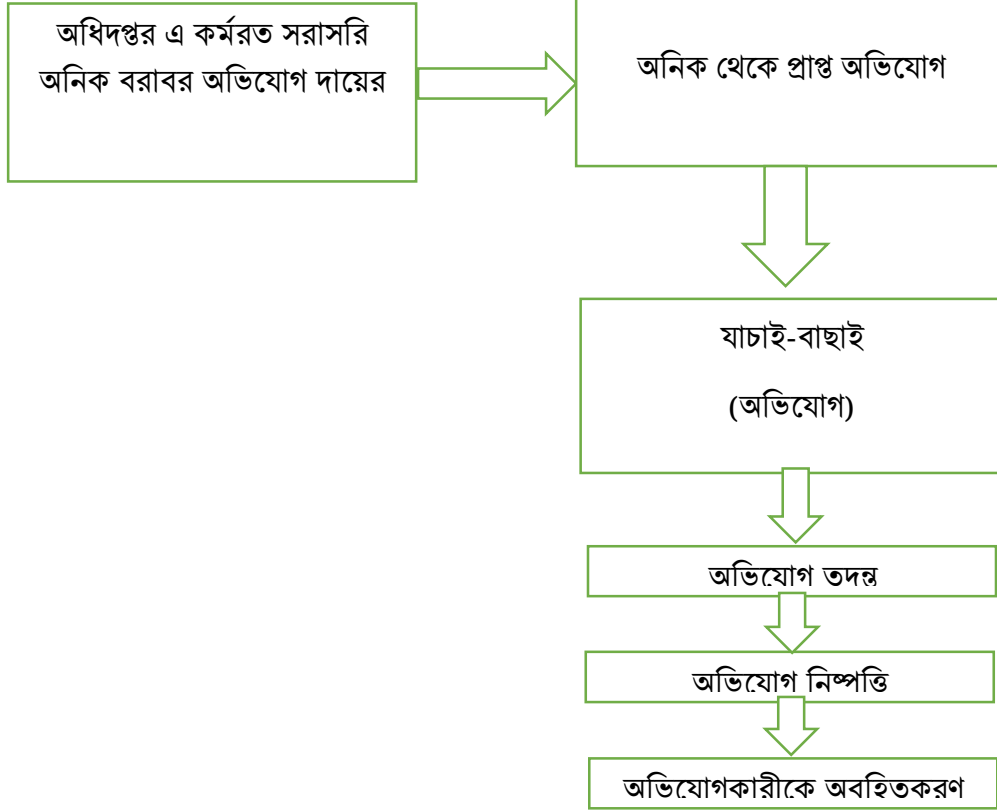 অধিদপ্তর এ কর্মরত সরাসরি
অনিক বরাবর অভিযোগ দায়ের
অনিক থেকে প্রাপ্ত অভিযোগ
যাচাই-বাছাই
(অভিযোগ)
অভিযোগ তদন্ত
অভিযোগ নিষ্পত্তি
অভিযোগকারীকে অবহিতকরণ